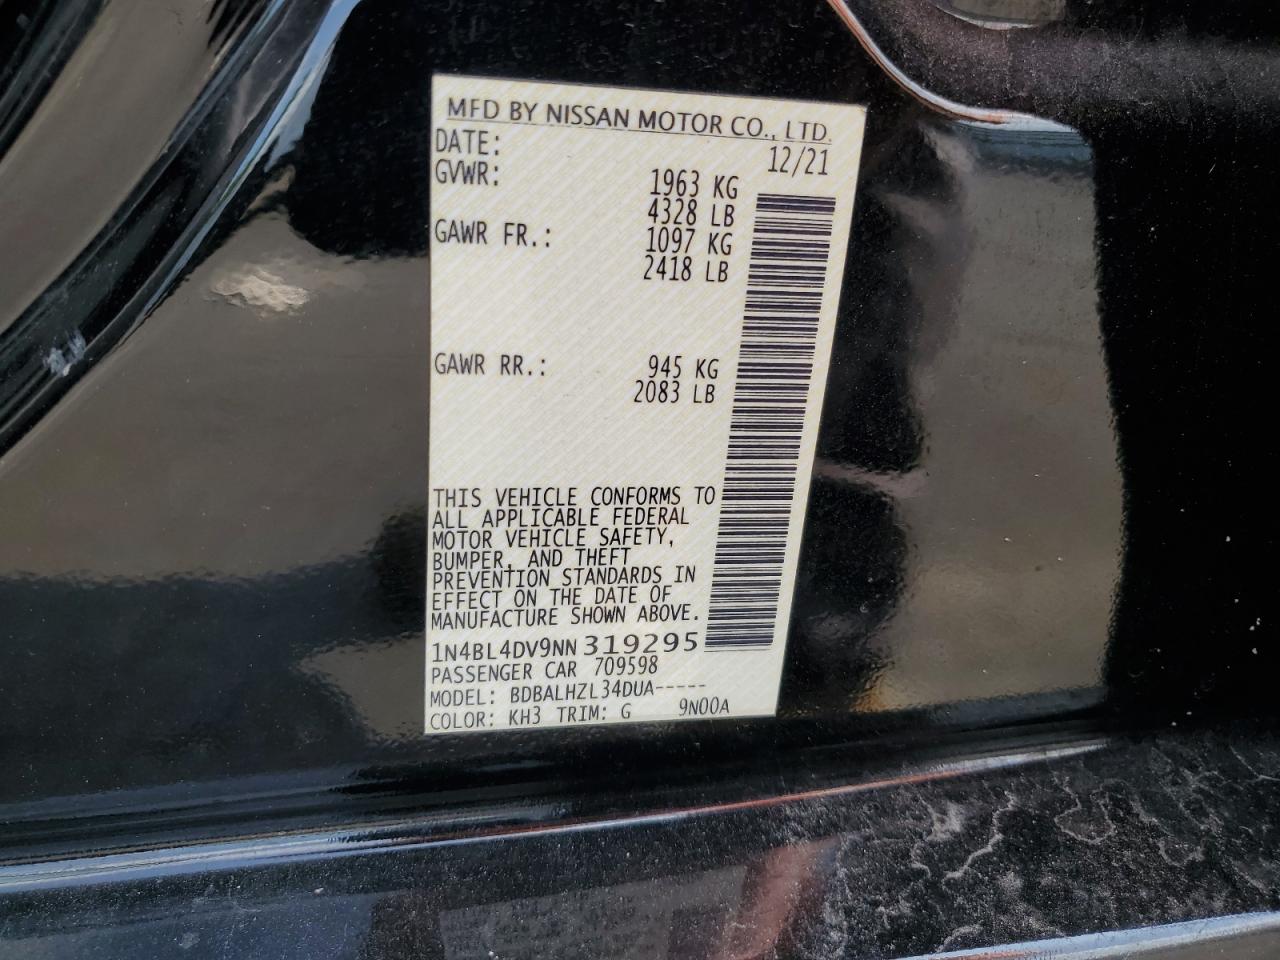 MFD BY NISSAN MOTOR CO., LTD.
DATE: 12/21
GVWR: 1963 KG
4328 LB
GAWR FR.: 1097 KG
2418 LB
GAWR RR.: 945 KG
2083 LB
THIS VEHICLE CONFORMS TO
ALL APPLICABLE FEDERAL
MOTOR VEHICLE SAFETY,
BUMPER, AND THEFT
PREVENTION STANDARDS IN
EFFECT ON THE DATE OF
MANUFACTURE SHOWN ABOVE.
1N4BL4DV9NN319295
PASSENGER CAR 709598
MODEL: BDBALHZL34DUA-----
COLOR: KH3 TRIM: G 9N00A